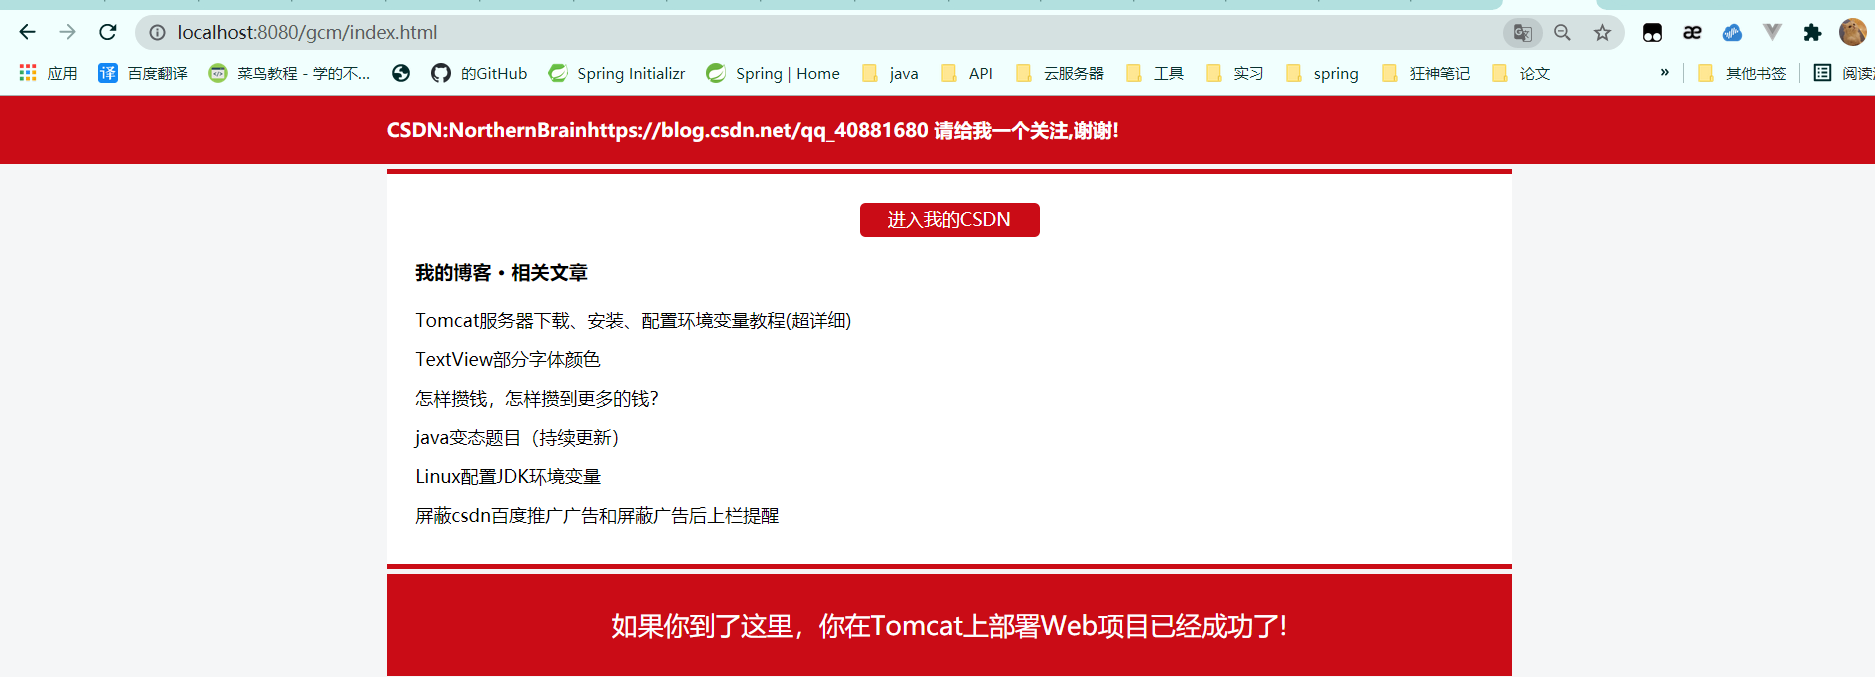 localhost:8080/gcm/index.html
应用 译 百度翻译 菜鸟教程 - 学的不... 的GitHub Spring Initializr Spring | Home java API 云服务器 工具 实习 spring 狂神笔记 论文 » 其他书签
CSDN:NorthernBrainhttps://blog.csdn.net/qq_40881680 请给我一个关注,谢谢!
进入我的CSDN
我的博客·相关文章
Tomcat服务器下载、安装、配置环境变量教程(超详细)
TextView部分字体颜色
怎样攒钱，怎样攒到更多的钱?
java变态题目（持续更新）
Linux配置JDK环境变量
屏蔽csdn百度推广广告和屏蔽广告后上栏提醒
如果你到了这里，你在Tomcat上部署Web项目已经成功了!